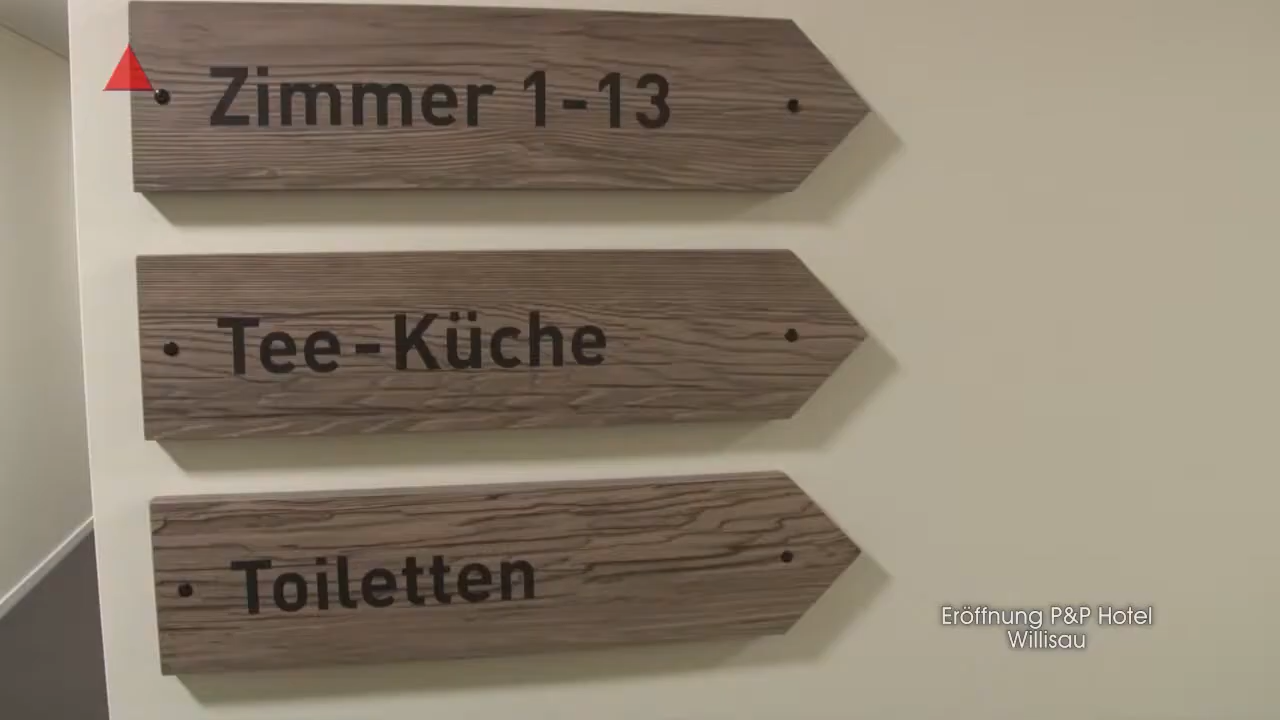 Zimmer 1-13
Tee-Küche
Toiletten
Eröffnung P&P Hotel
Willisau